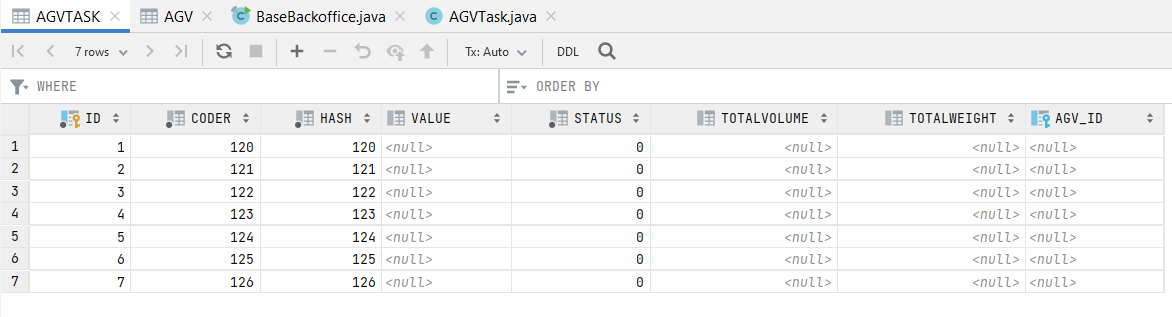 AGVTASK AGV BaseBackoffice.java AGVTask.java
7 rows Tx: Auto DDL
WHERE ORDER BY
ID CODER HASH VALUE STATUS TOTALVOLUME TOTALWEIGHT AGV_ID
1 1 120 120 <null> 0 <null> <null> <null>
2 2 121 121 <null> 0 <null> <null> <null>
3 3 122 122 <null> 0 <null> <null> <null>
4 4 123 123 <null> 0 <null> <null> <null>
5 5 124 124 <null> 0 <null> <null> <null>
6 6 125 125 <null> 0 <null> <null> <null>
7 7 126 126 <null> 0 <null> <null> <null>